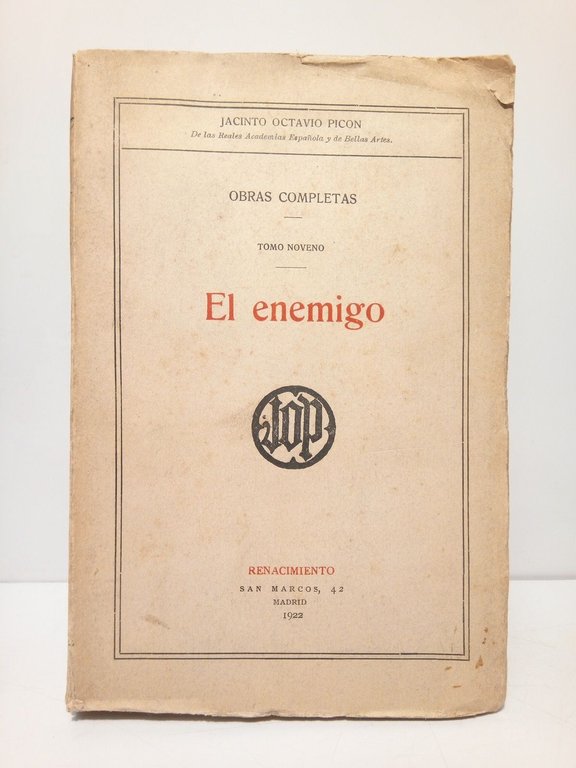 JACINTO OCTAVIO PICON
De las Reales Academias Española y de Bellas Artes.
OBRAS COMPLETAS
TOMO NOVENO
El enemigo
JOP
RENACIMIENTO
SAN MARCOS, 42
MADRID
1922